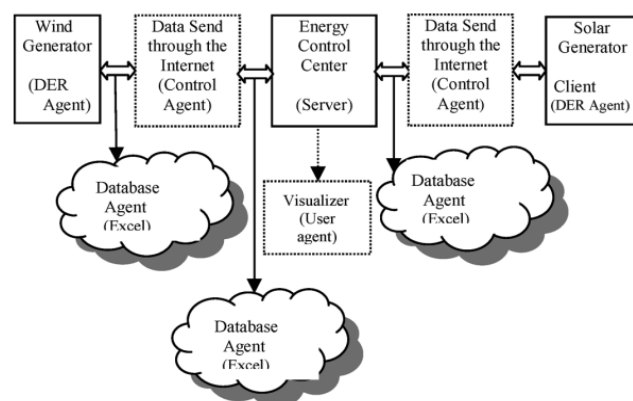 Wind
Generator
(DER
Agent)
Data Send
through the
Internet
(Control
Agent)
Energy
Control
Center
(Server)
Data Send
through the
Internet
(Control
Agent)
Solar
Generator
Client
(DER Agent)
Database
Agent
(Excel)
Visualizer
(User
agent)
Database
Agent
(Excel)
Database
Agent
(Excel)